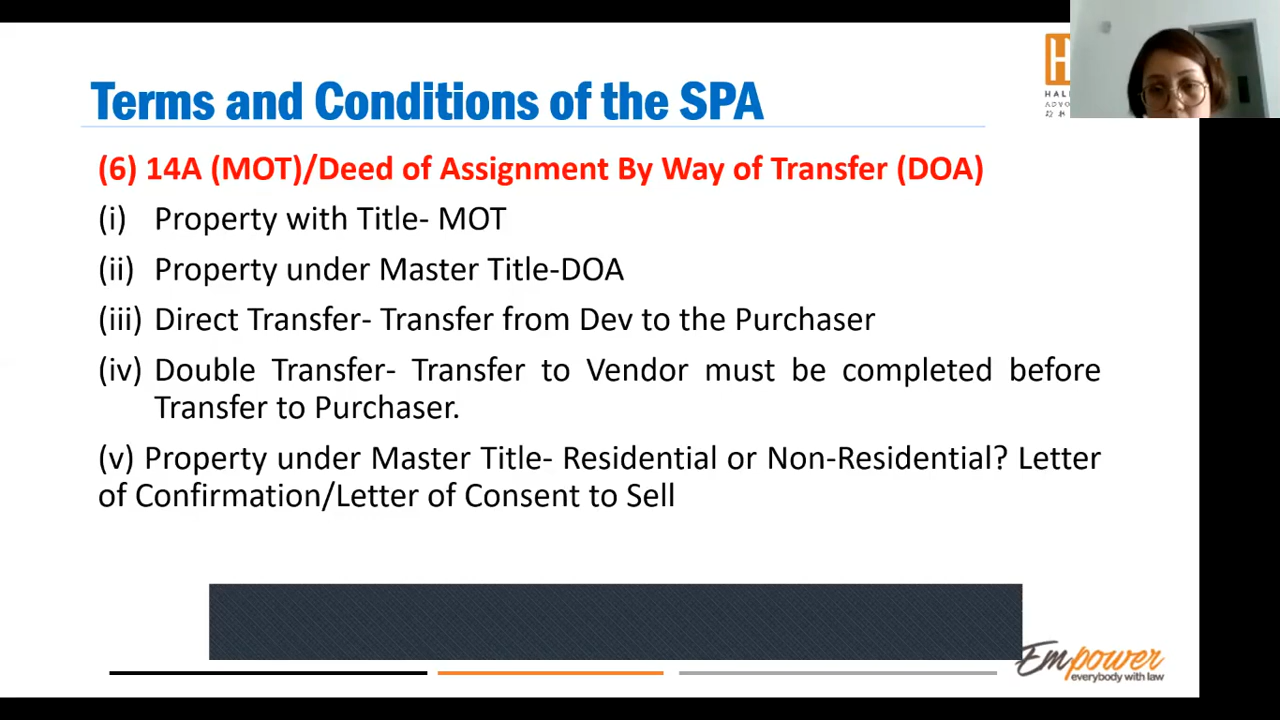 Terms and Conditions of the SPA
H
HAL
ADVO
(6) 14A (MOT)/Deed of Assignment By Way of Transfer (DOA)
(i) Property with Title- MOT
(ii) Property under Master Title-DOA
(iii) Direct Transfer- Transfer from Dev to the Purchaser
(iv) Double Transfer- Transfer to Vendor must be completed before
Transfer to Purchaser.
(v) Property under Master Title- Residential or Non-Residential? Letter
of Confirmation/Letter of Consent to Sell
Empower
everybody with law